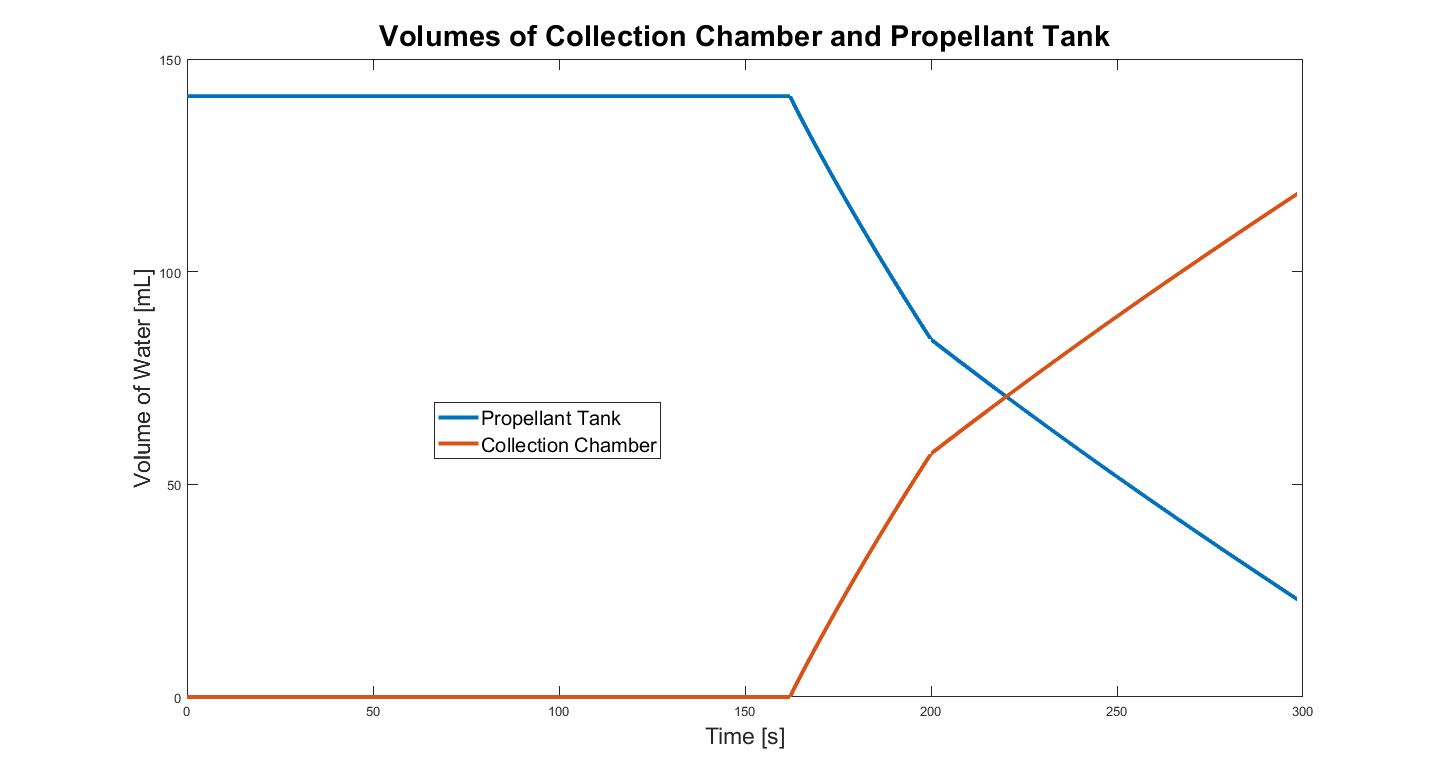 Volumes of Collection Chamber and Propellant Tank
150
100
50
0
Volume of Water [mL]
Propellant Tank
Collection Chamber
0 50 100 150 200 250 300
Time [s]